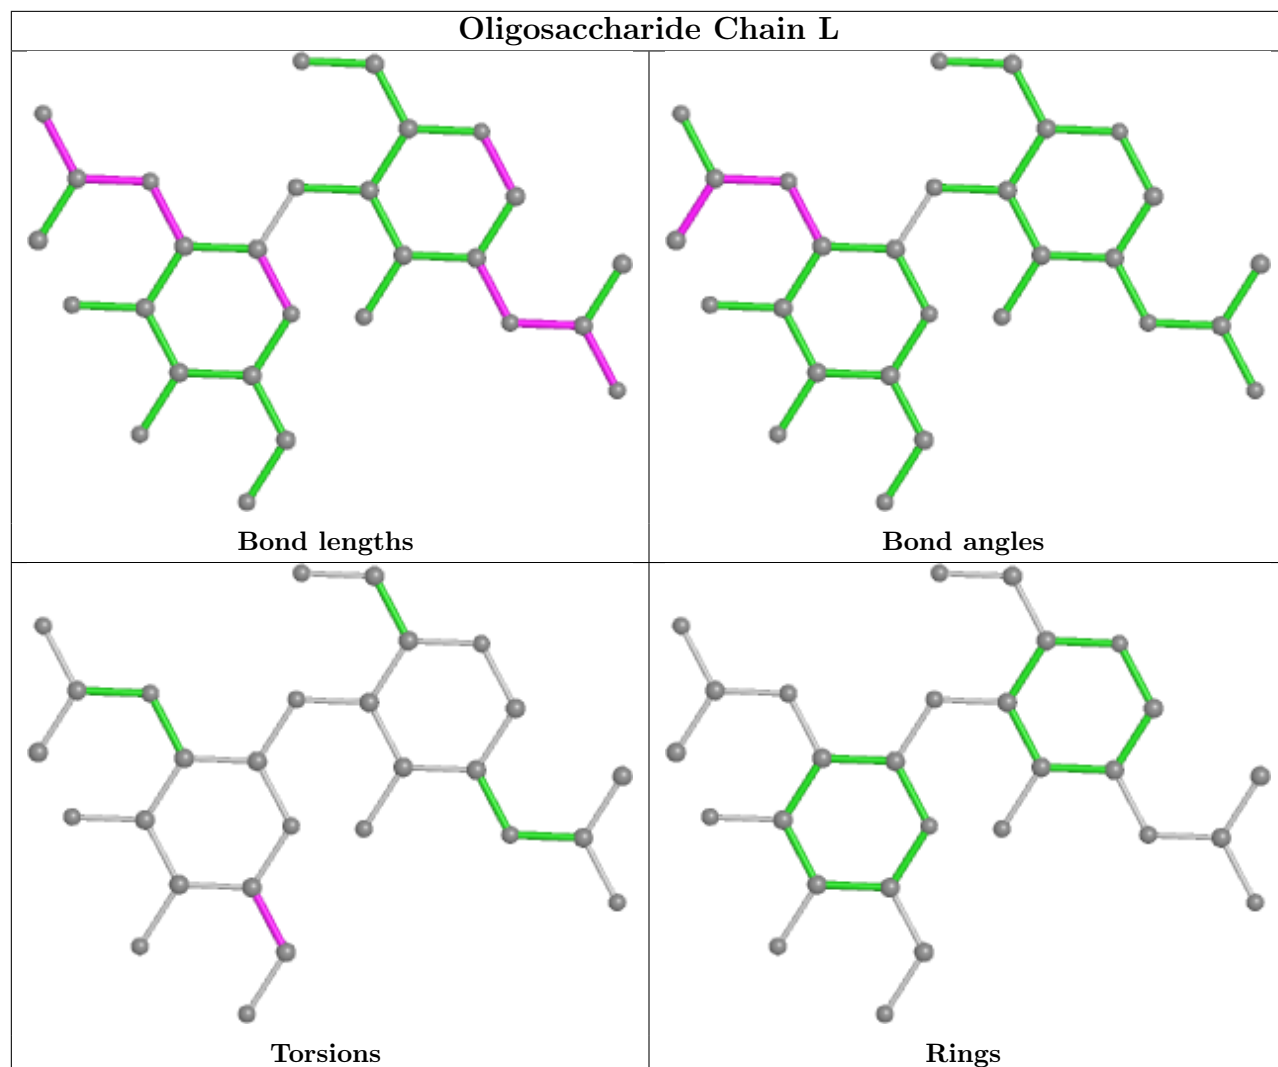 Oligosaccharide Chain L
Bond lengths
Bond angles
Torsions
Rings